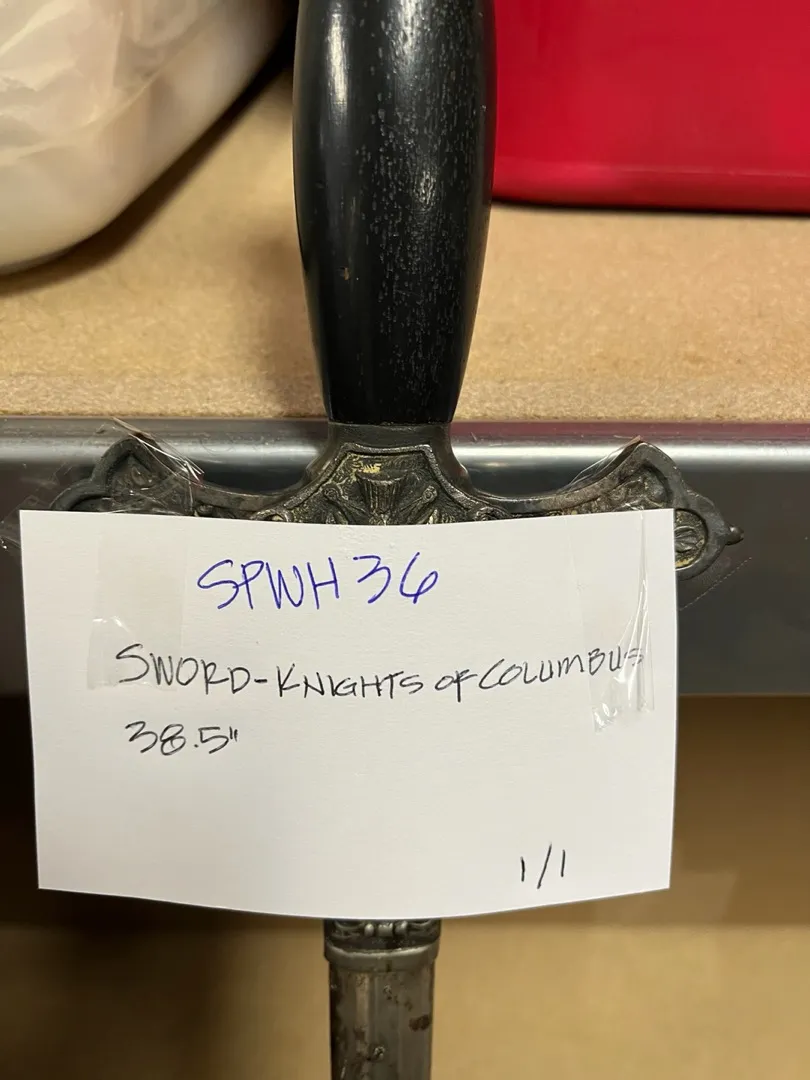 SPWH36
SWORD-KNIGHTS OF COLUMBUS
38.5"
1/1